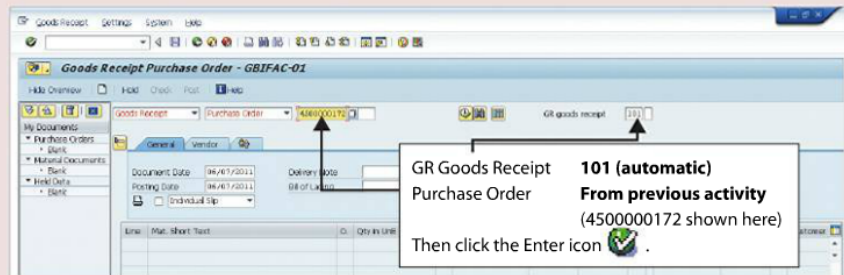 Goods Receipt Settings System Help
Goods Receipt Purchase Order - GBIFAC-01
Hide Overview Hold Check Post Help
Goods Receipt Purchase Order 4500000172 GR goods receipt 101
My Documents
Purchase Orders
Blank
Material Documents
Blank
Held Data
Blank
General Vendor
Document Date 06/07/2011 Delivery Note
Posting Date 06/07/2011 Bill of Lading
Individual Slip
Line Mat. Short Text O. Qty in UnE
GR Goods Receipt 101 (automatic)
Purchase Order From previous activity
(4500000172 shown here)
Then click the Enter icon .